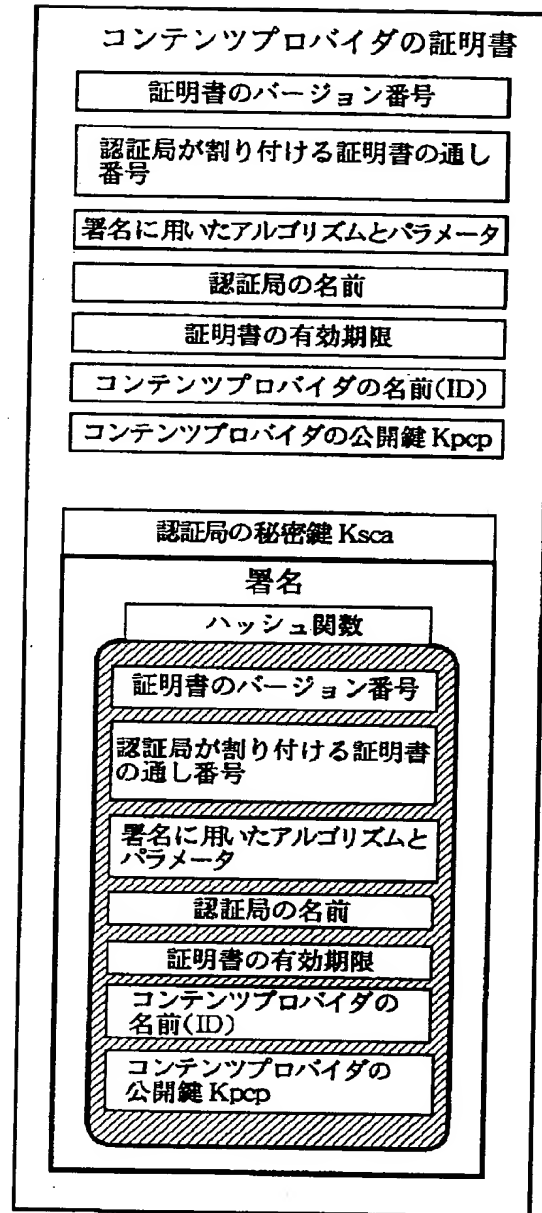 コンテンツプロバイダの証明書
証明書のバージョン番号
認証局が割り付ける証明書の通し
番号
署名に用いたアルゴリズムとパラメータ
認証局の名前
証明書の有効期限
コンテンツプロバイダの名前(ID)
コンテンツプロバイダの公開鍵 Kpcp
認証局の秘密鍵 Ksca
署名
ハッシュ関数
証明書のバージョン番号
認証局が割り付ける証明書
の通し番号
署名に用いたアルゴリズムと
パラメータ
認証局の名前
証明書の有効期限
コンテンツプロバイダの
名前(ID)
コンテンツプロバイダの
公開鍵 Kpcp